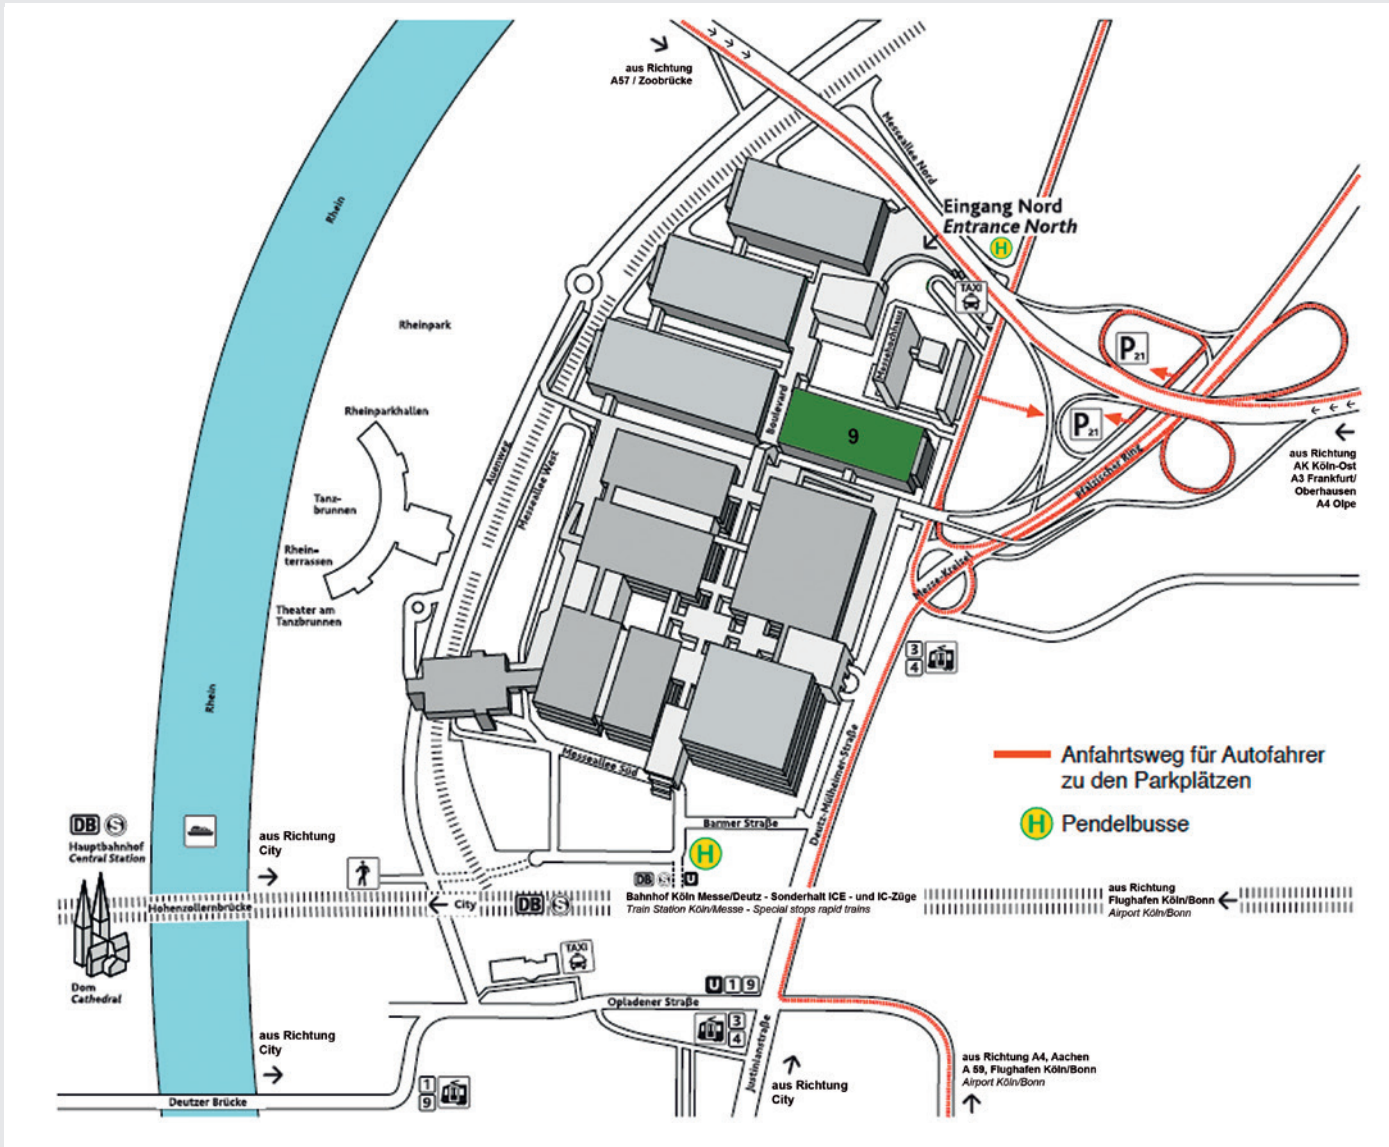 aus Richtung
A57 / Zoobrücke
Messeallee Nord
Rhein
Eingang Nord
Entrance North
H
TAXI
Rheinpark
Messehochhaus
P21
Rheinparkhallen
Boulevard
9
P21
Auenweg
Messeallee West
Pfälzischer Ring
aus Richtung
AK Köln-Ost
A3 Frankfurt/
Oberhausen
A4 Olpe
Tanz-
brunnen
Rhein-
terrassen
Theater am
Tanzbrunnen
Messe-Kreisel
3
4
Rhein
Anfahrtsweg für Autofahrer
zu den Parkplätzen
H Pendelbusse
Messeallee Süd
Deutz-Mülheimer-Straße
Barmer Straße
H
DB S
Hauptbahnhof
Central Station
aus Richtung
City
DB S U
Hohenzollernbrücke
City
DB S
Bahnhof Köln Messe/Deutz - Sonderhalt ICE - und IC-Züge
Train Station Köln/Messe - Special stops rapid trains
aus Richtung
Flughafen Köln/Bonn
Airport Köln/Bonn
Dom
Cathedral
TAXI
U 1 9
Opladener Straße
3
4
Justinianstraße
aus Richtung
City
aus Richtung
City
aus Richtung A4, Aachen
A 59, Flughafen Köln/Bonn
Airport Köln/Bonn
1
9
Deutzer Brücke